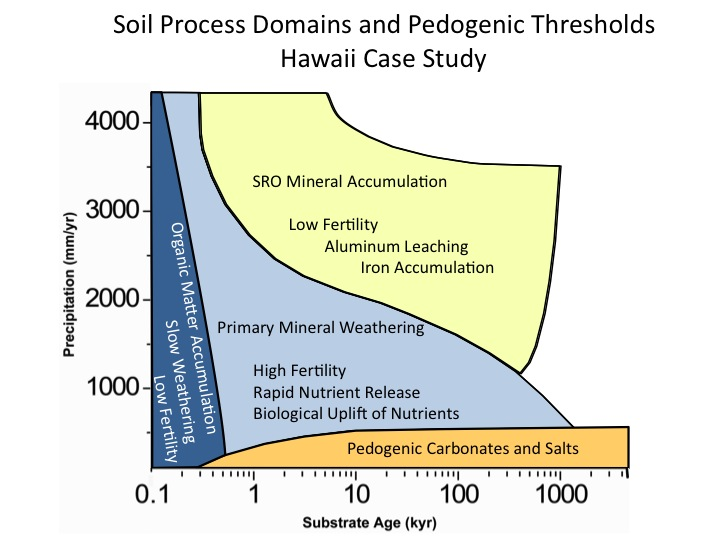 Soil Process Domains and Pedogenic Thresholds
Hawaii Case Study
Precipitation (mm/yr)
4000
3000
2000
1000
SRO Mineral Accumulation
Low Fertility
Aluminum Leaching
Iron Accumulation
Organic Matter Accumulation
Slow Weathering
Low Fertility
Primary Mineral Weathering
High Fertility
Rapid Nutrient Release
Biological Uplift of Nutrients
Pedogenic Carbonates and Salts
0.1 1 10 100 1000
Substrate Age (kyr)